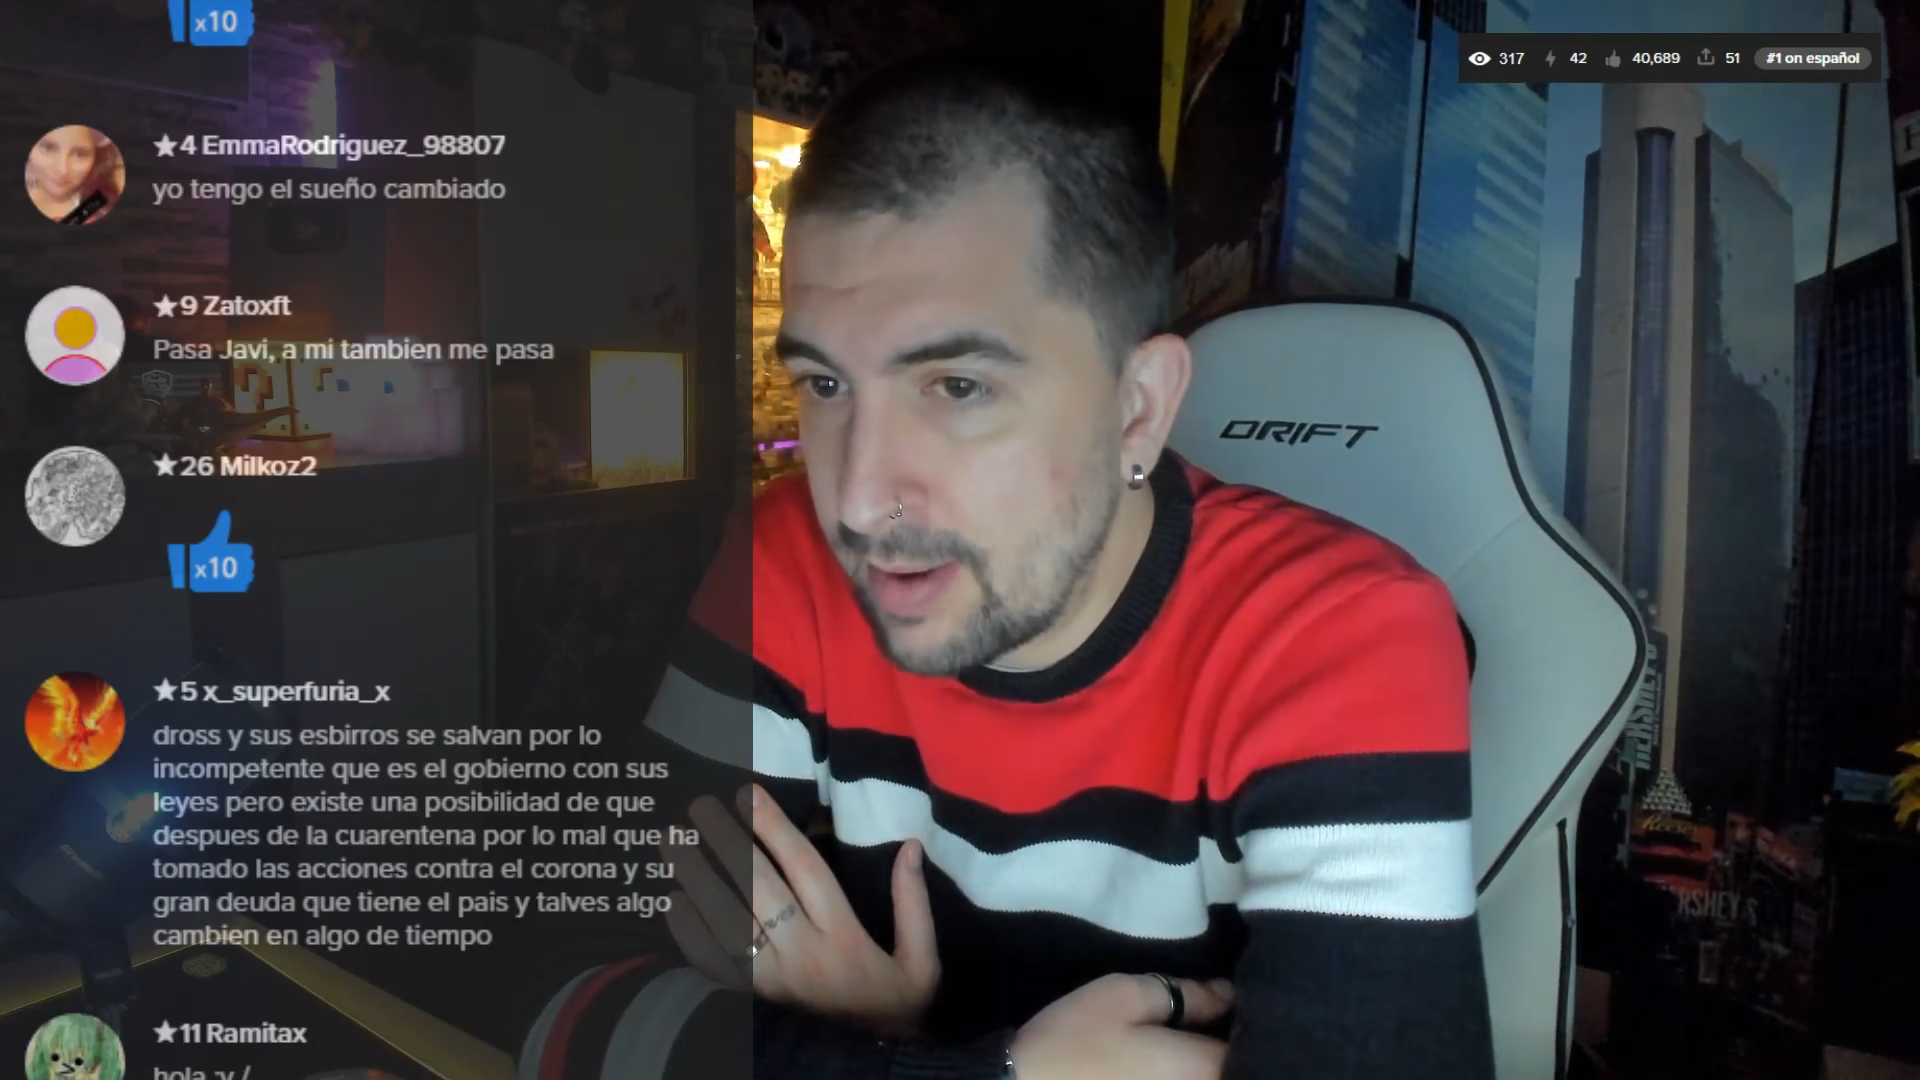 x10
★4 EmmaRodriguez_98807
yo tengo el sueño cambiado
★9 Zatoxft
Pasa Javi, a mi tambien me pasa
★26 Milkoz2
x10
★5 x_superfuria_x
dross y sus esbirros se salvan por lo
incompetente que es el gobierno con sus
leyes pero existe una posibilidad de que
despues de la cuarentena por lo mal que ha
tomado las acciones contra el corona y su
gran deuda que tiene el pais y talves algo
cambien en algo de tiempo
★11 Ramitax
hola :v /
317 42 40,689 51 #1 on español
DRIFT
HERSHEY'S
Reese's
HERSHEY'S